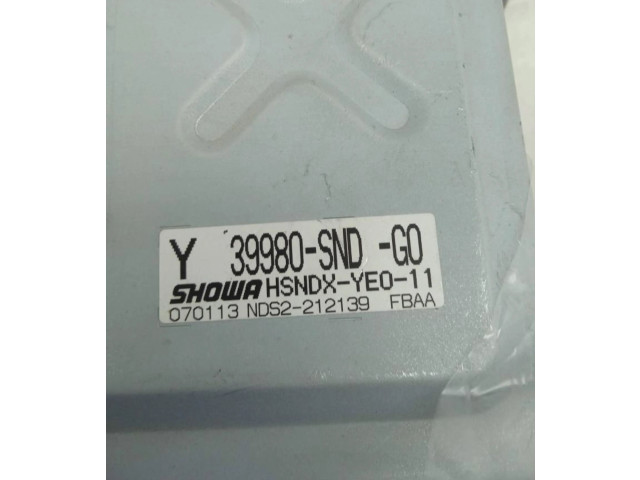 Y 39980-SND -G0
SHOWA HSNDX-YE0-11
070113 NDS2-212139 FBAA